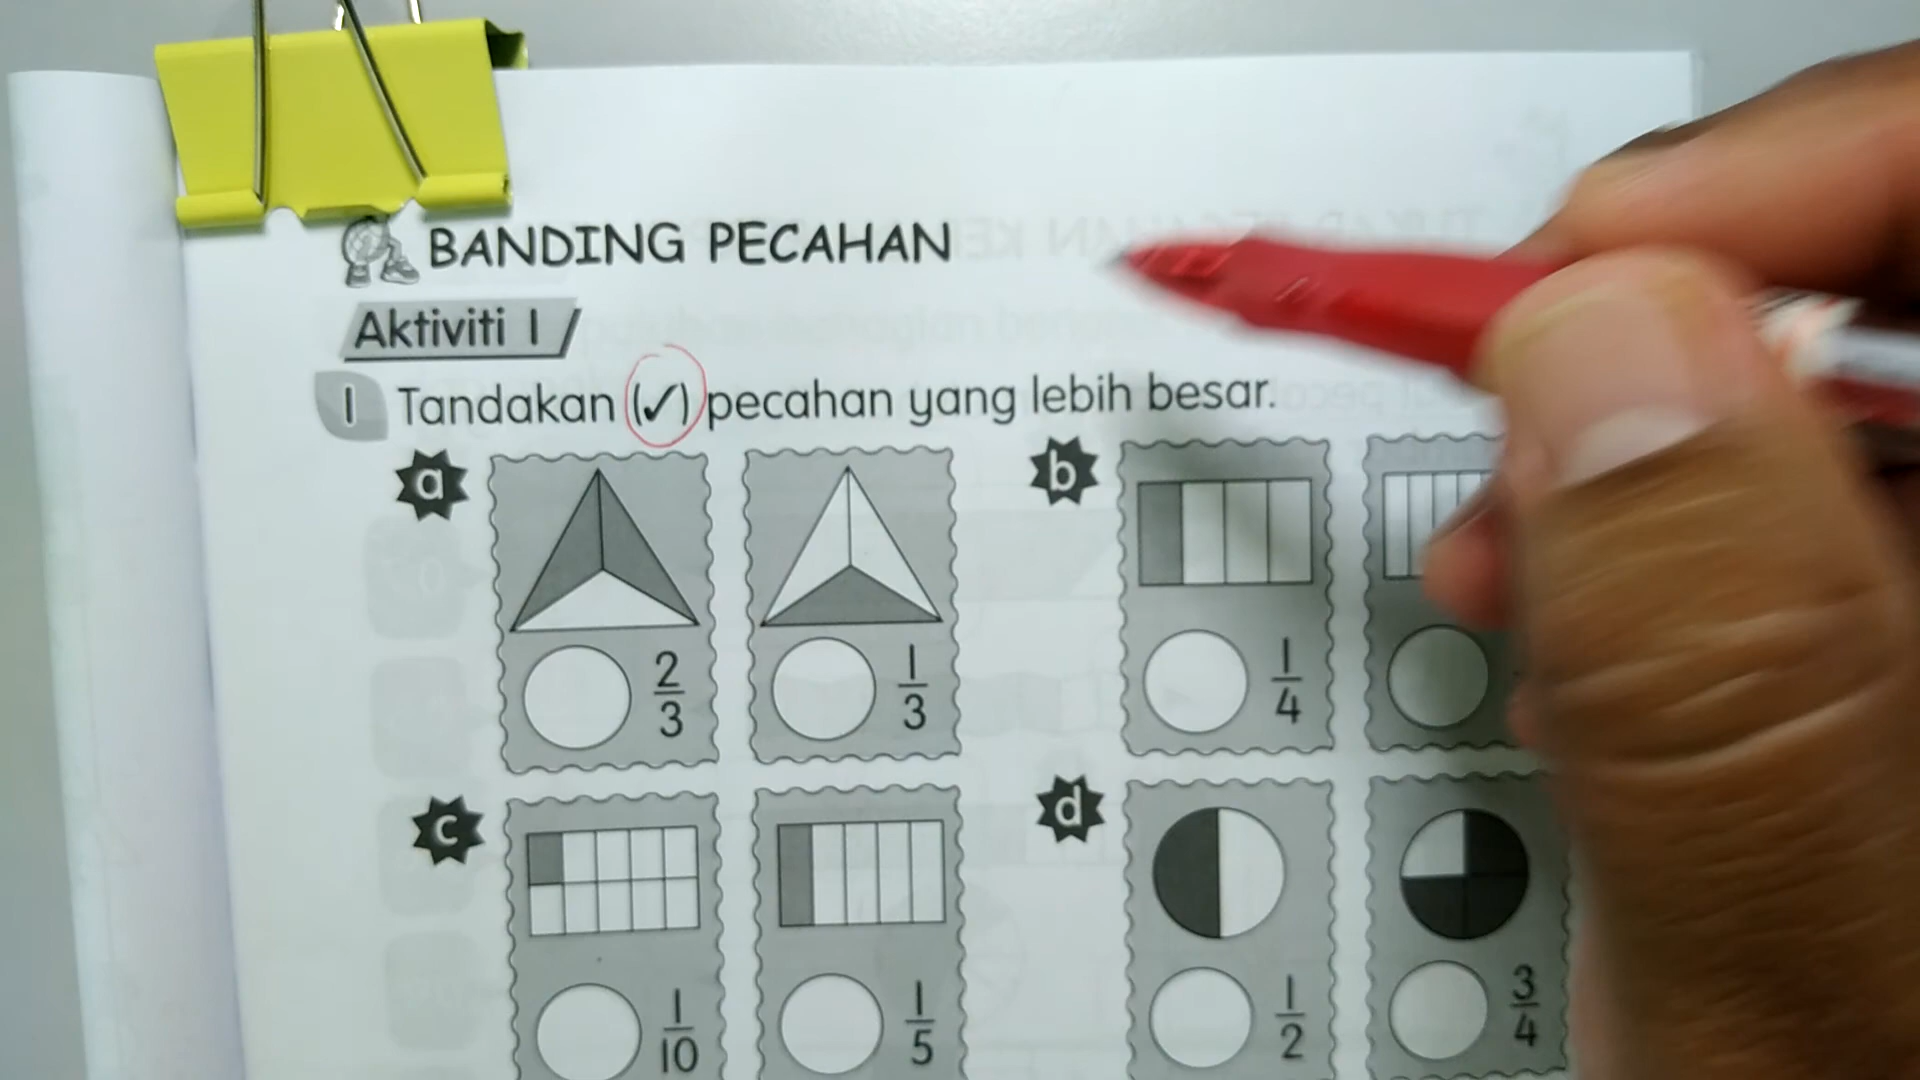 BANDING PECAHAN
Aktiviti 1
1 Tandakan (✓) pecahan yang lebih besar.
a
b
2/3
1/3
1/4
c
d
1/10
1/5
1/2
3/4